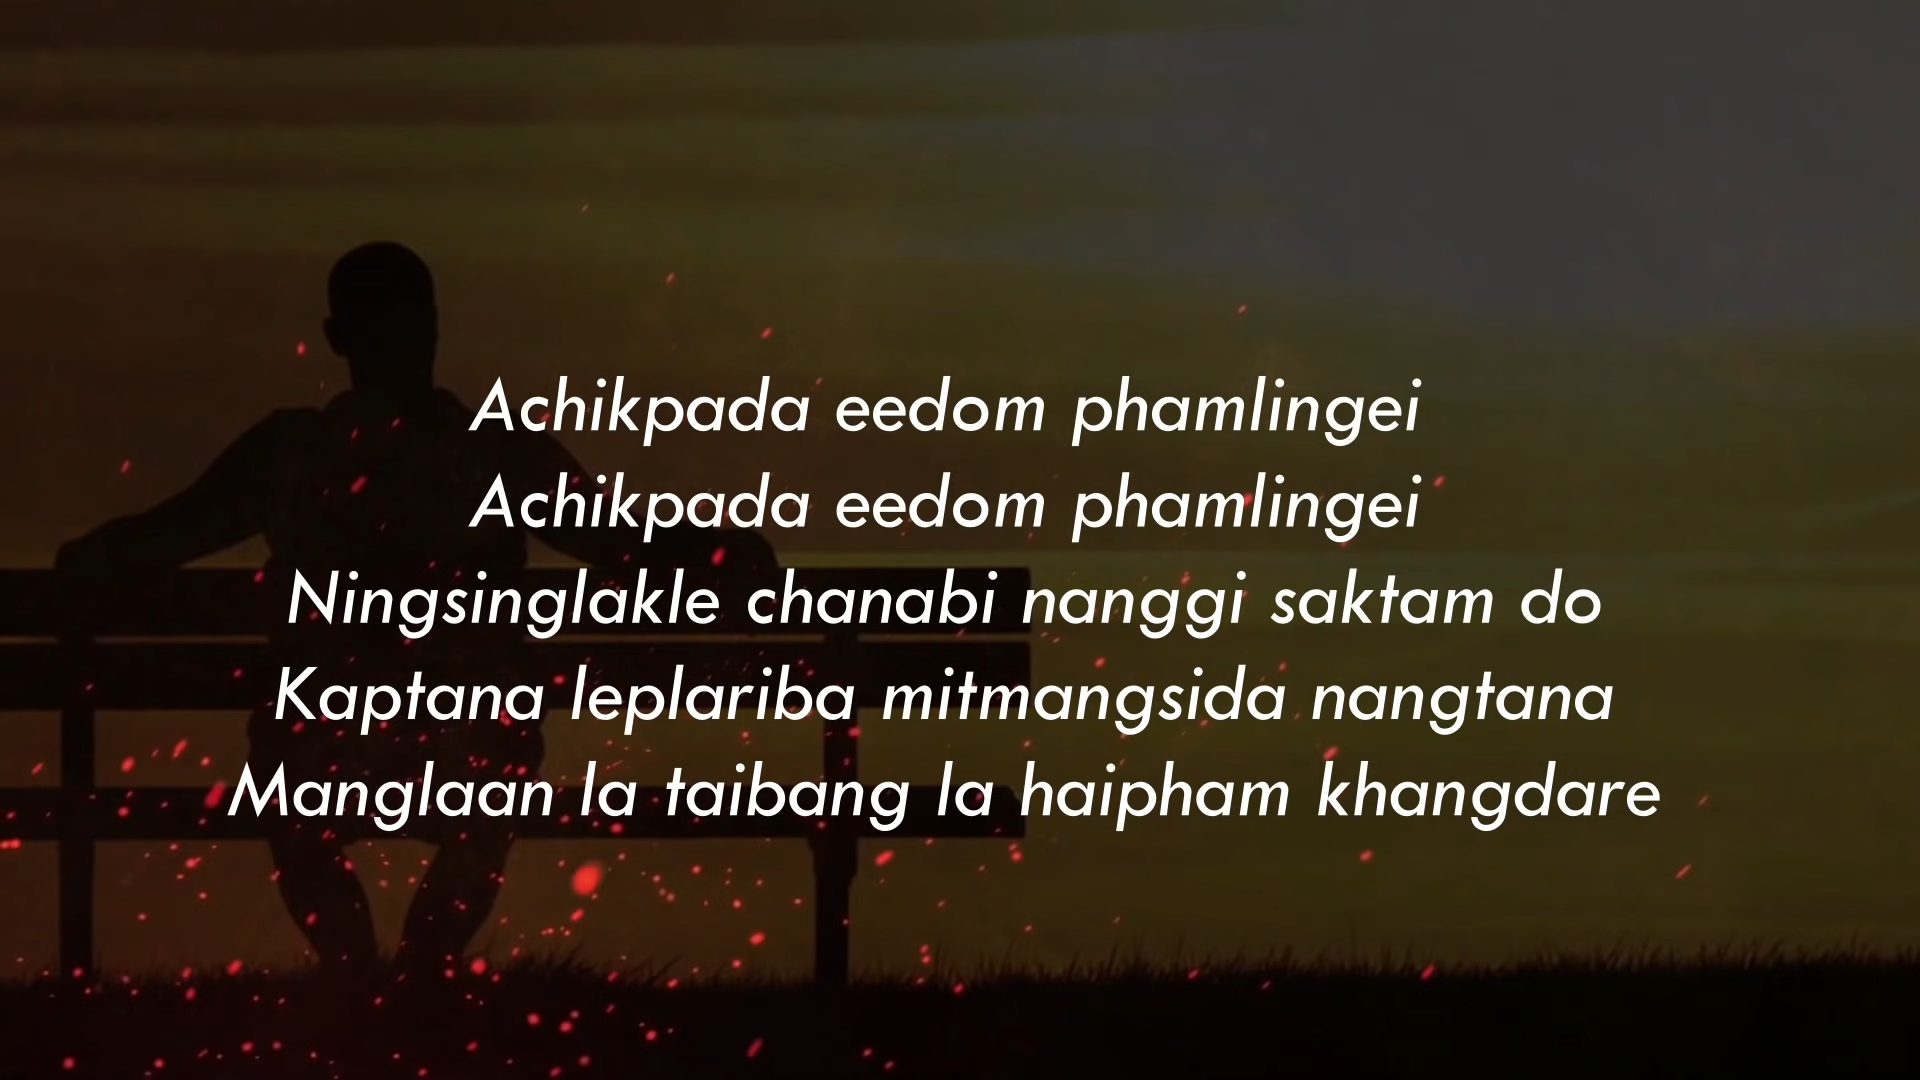 Achikpada eedom phamlingei
Achikpada eedom phamlingei
Ningsinglakle chanabi nanggi saktam do
Kaptana leplariba mitmangsida nangtana
Manglaan la taibang la haipham khangdare